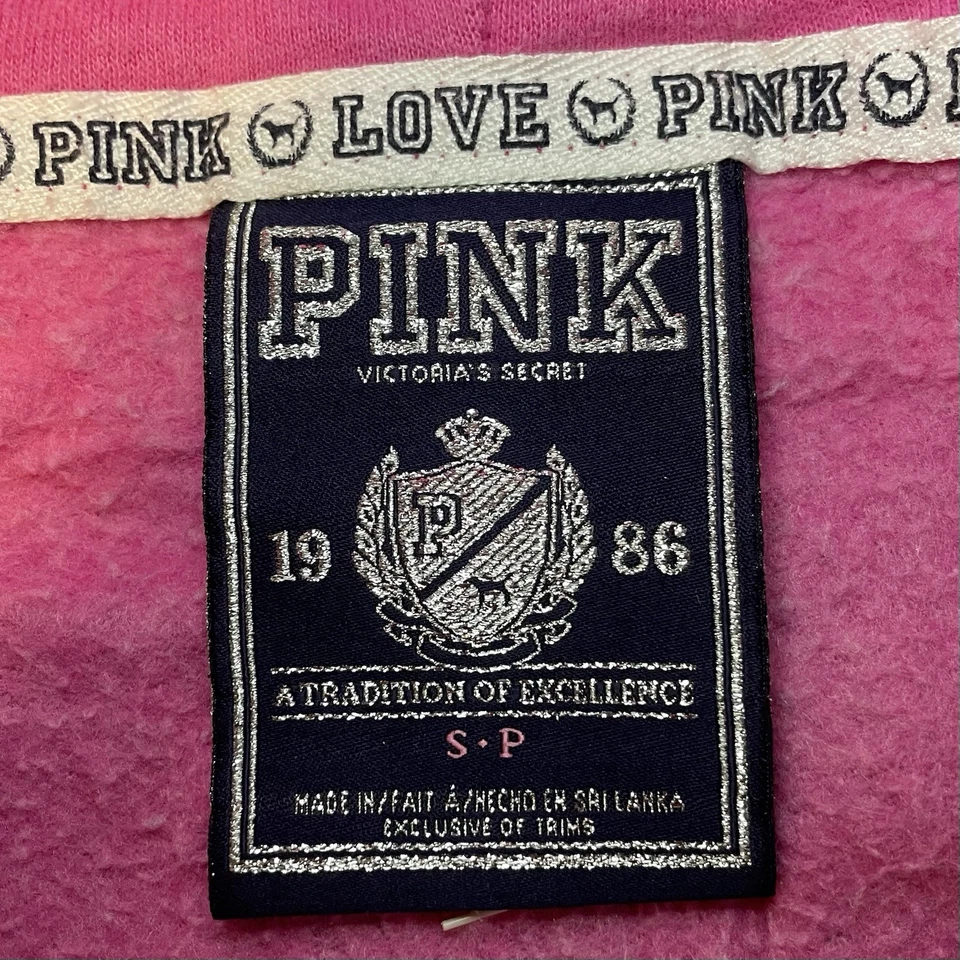 PINK LOVE PINK
PINK
VICTORIA'S SECRET
P
19 86
A TRADITION OF EXCELLENCE
S·P
MADE IN/FAIT Á/HECHO EN SRI LANKA
EXCLUSIVE OF TRIMS